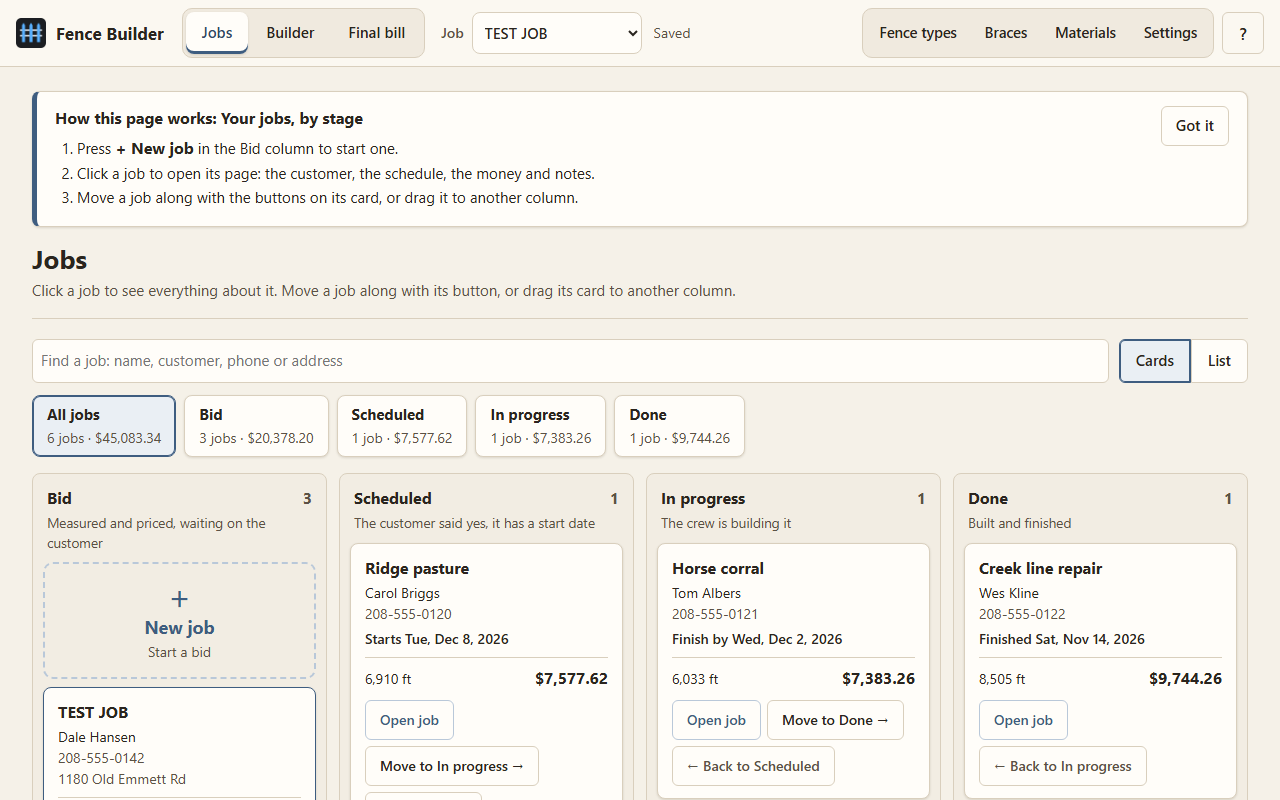 Fence Builder
Jobs
Builder
Final bill
Job
TEST JOB
Saved
Fence types
Braces
Materials
Settings
?
How this page works: Your jobs, by stage
Got it
1. Press + New job in the Bid column to start one.
2. Click a job to open its page: the customer, the schedule, the money and notes.
3. Move a job along with the buttons on its card, or drag it to another column.
Jobs
Click a job to see everything about it. Move a job along with its button, or drag its card to another column.
Find a job: name, customer, phone or address
Cards
List
All jobs
6 jobs · $45,083.34
Bid
3 jobs · $20,378.20
Scheduled
1 job · $7,577.62
In progress
1 job · $7,383.26
Done
1 job · $9,744.26
Bid
3
Measured and priced, waiting on the
customer
+
New job
Start a bid
TEST JOB
Dale Hansen
208-555-0142
1180 Old Emmett Rd
Scheduled
1
The customer said yes, it has a start date
Ridge pasture
Carol Briggs
208-555-0120
Starts Tue, Dec 8, 2026
6,910 ft
$7,577.62
Open job
Move to In progress →
In progress
1
The crew is building it
Horse corral
Tom Albers
208-555-0121
Finish by Wed, Dec 2, 2026
6,033 ft
$7,383.26
Open job
Move to Done →
← Back to Scheduled
Done
1
Built and finished
Creek line repair
Wes Kline
208-555-0122
Finished Sat, Nov 14, 2026
8,505 ft
$9,744.26
Open job
← Back to In progress